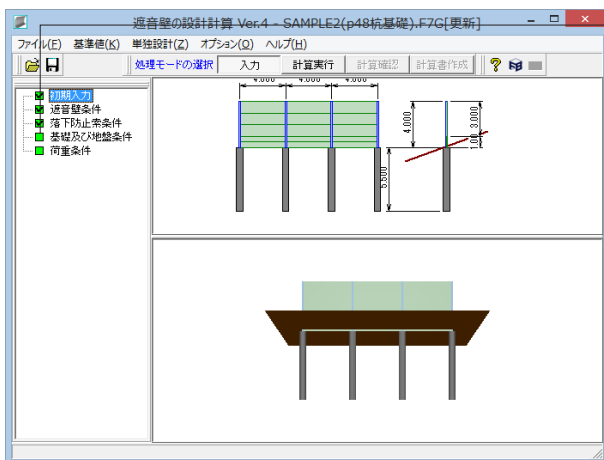 遮音壁の設計計算 Ver.4 - SAMPLE2(p48杭基礎).F7G[更新]
ファイル(F) 基準値(K) 単独設計(Z) オプション(O) ヘルプ(H)
処理モードの選択 入力 計算実行 計算確認 計算書作成
初期入力
遮音壁条件
落下防止索条件
基礎及び地盤条件
荷重条件
4.000 4.000 4.000
4.000
3.000
5.500